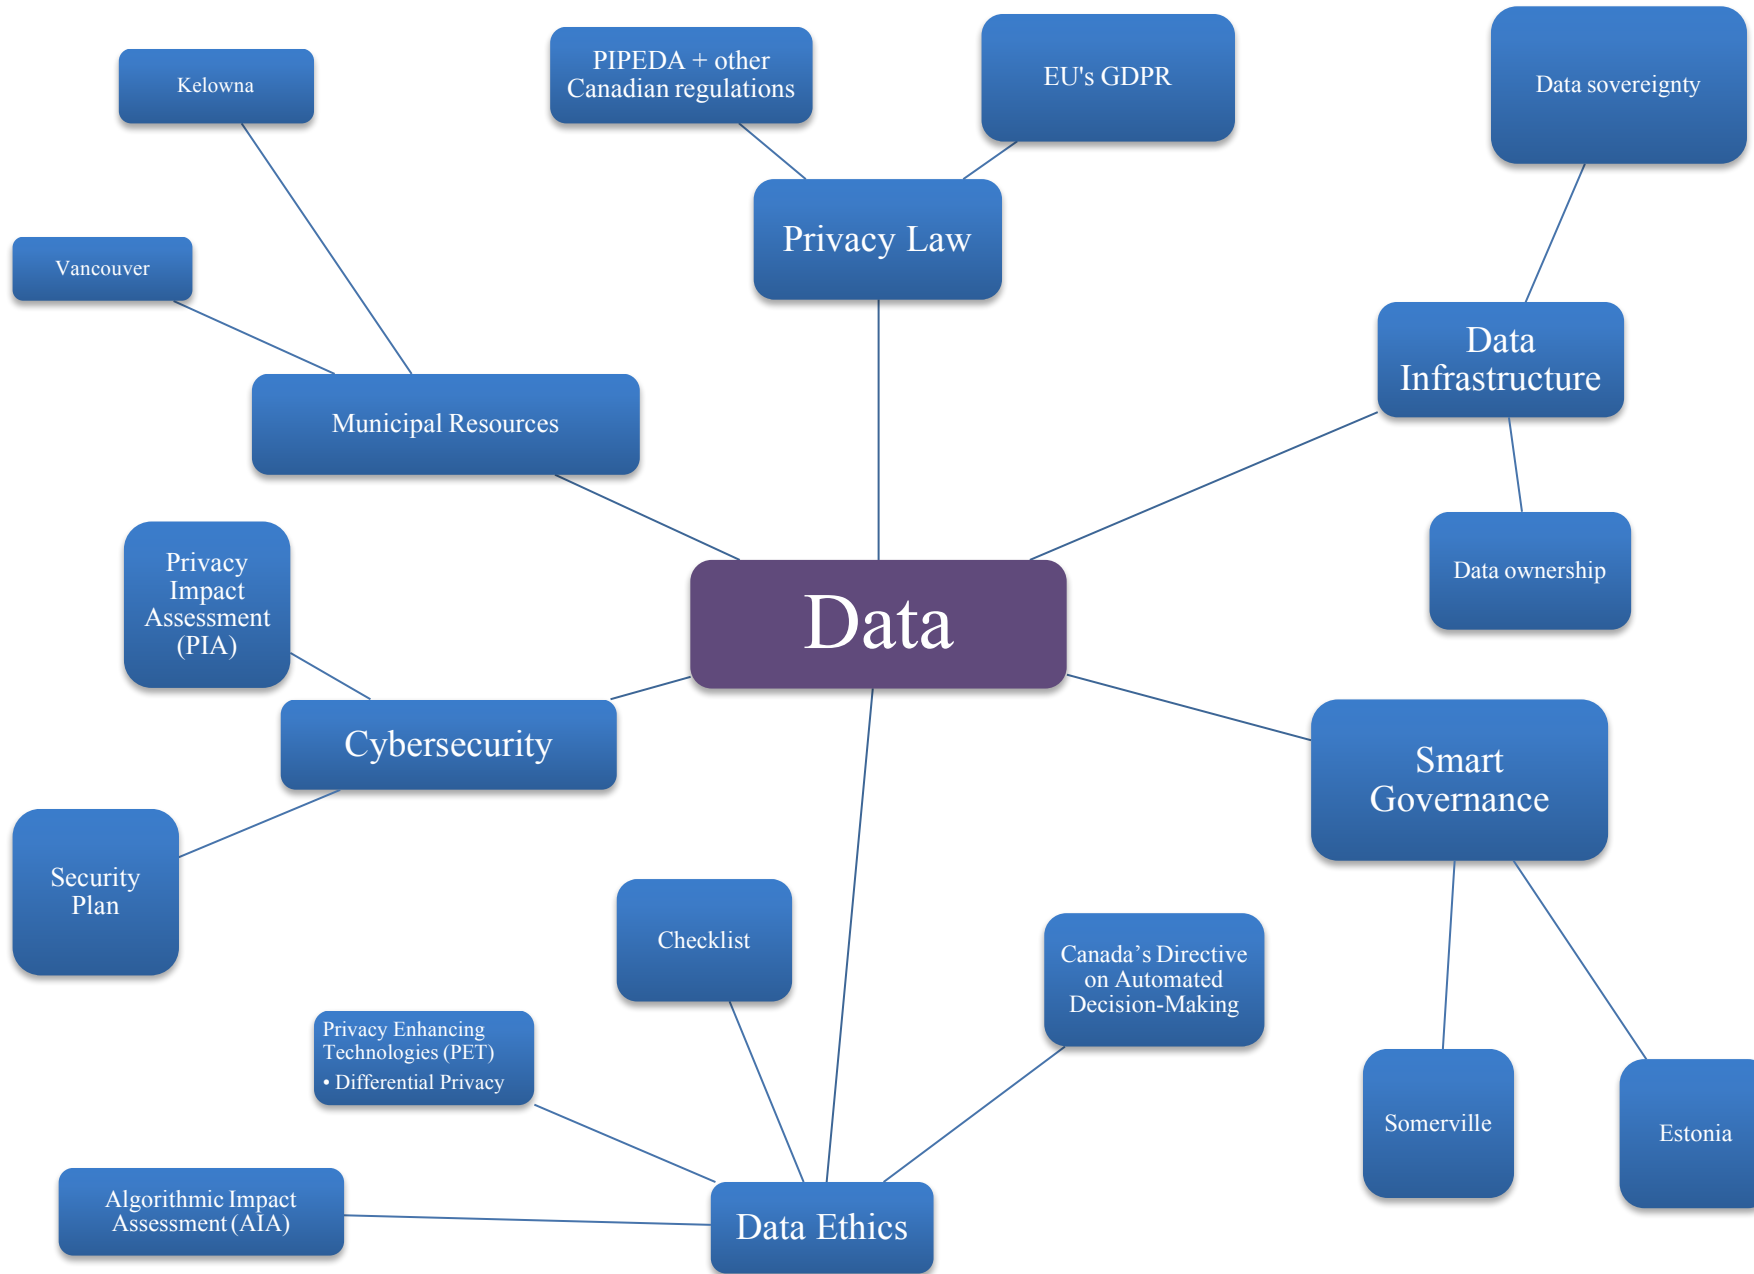 Kelowna
PIPEDA + other
Canadian regulations
EU's GDPR
Data sovereignty
Privacy Law
Vancouver
Data
Infrastructure
Municipal Resources
Privacy
Impact
Assessment
(PIA)
Data ownership
Data
Cybersecurity
Smart
Governance
Security
Plan
Checklist
Canada’s Directive
on Automated
Decision-Making
Privacy Enhancing
Technologies (PET)
• Differential Privacy
Somerville
Estonia
Algorithmic Impact
Assessment (AIA)
Data Ethics